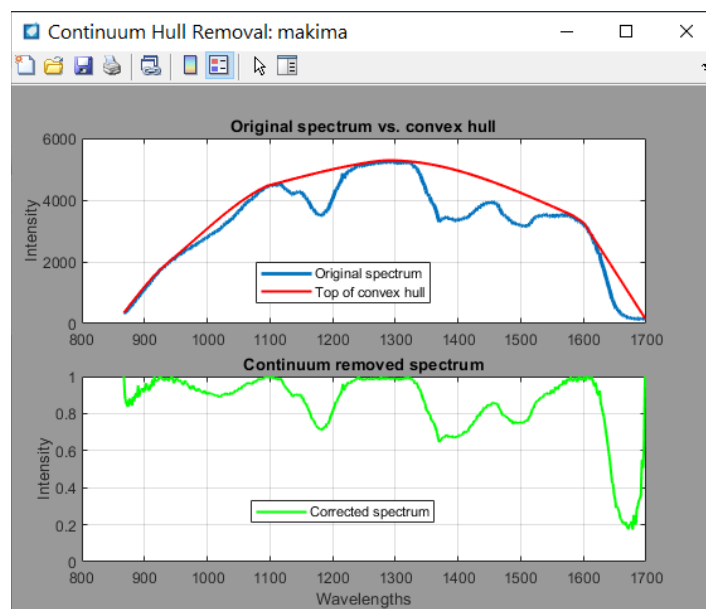 Continuum Hull Removal: makima
Original spectrum vs. convex hull
6000
4000
2000
0
Intensity
Original spectrum
Top of convex hull
800 900 1000 1100 1200 1300 1400 1500 1600 1700
Continuum removed spectrum
1
0.8
0.6
0.4
0.2
0
Intensity
Corrected spectrum
800 900 1000 1100 1200 1300 1400 1500 1600 1700
Wavelengths